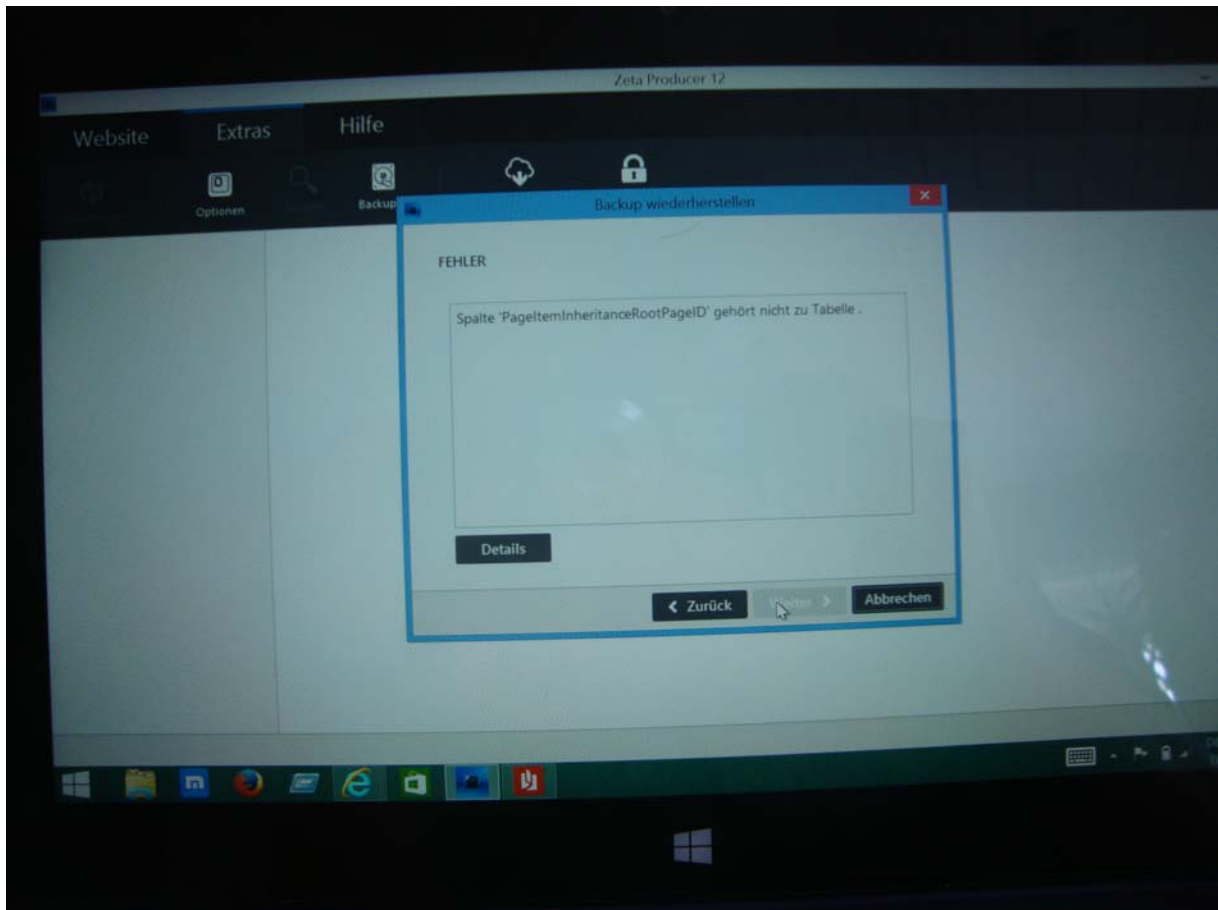 Zeta Producer 12
Website Extras Hilfe
Optionen
Backup
Backup wiederherstellen
FEHLER
Spalte 'PageItemInheritanceRootPageID' gehört nicht zu Tabelle .
Details
Zurück Weiter Abbrechen